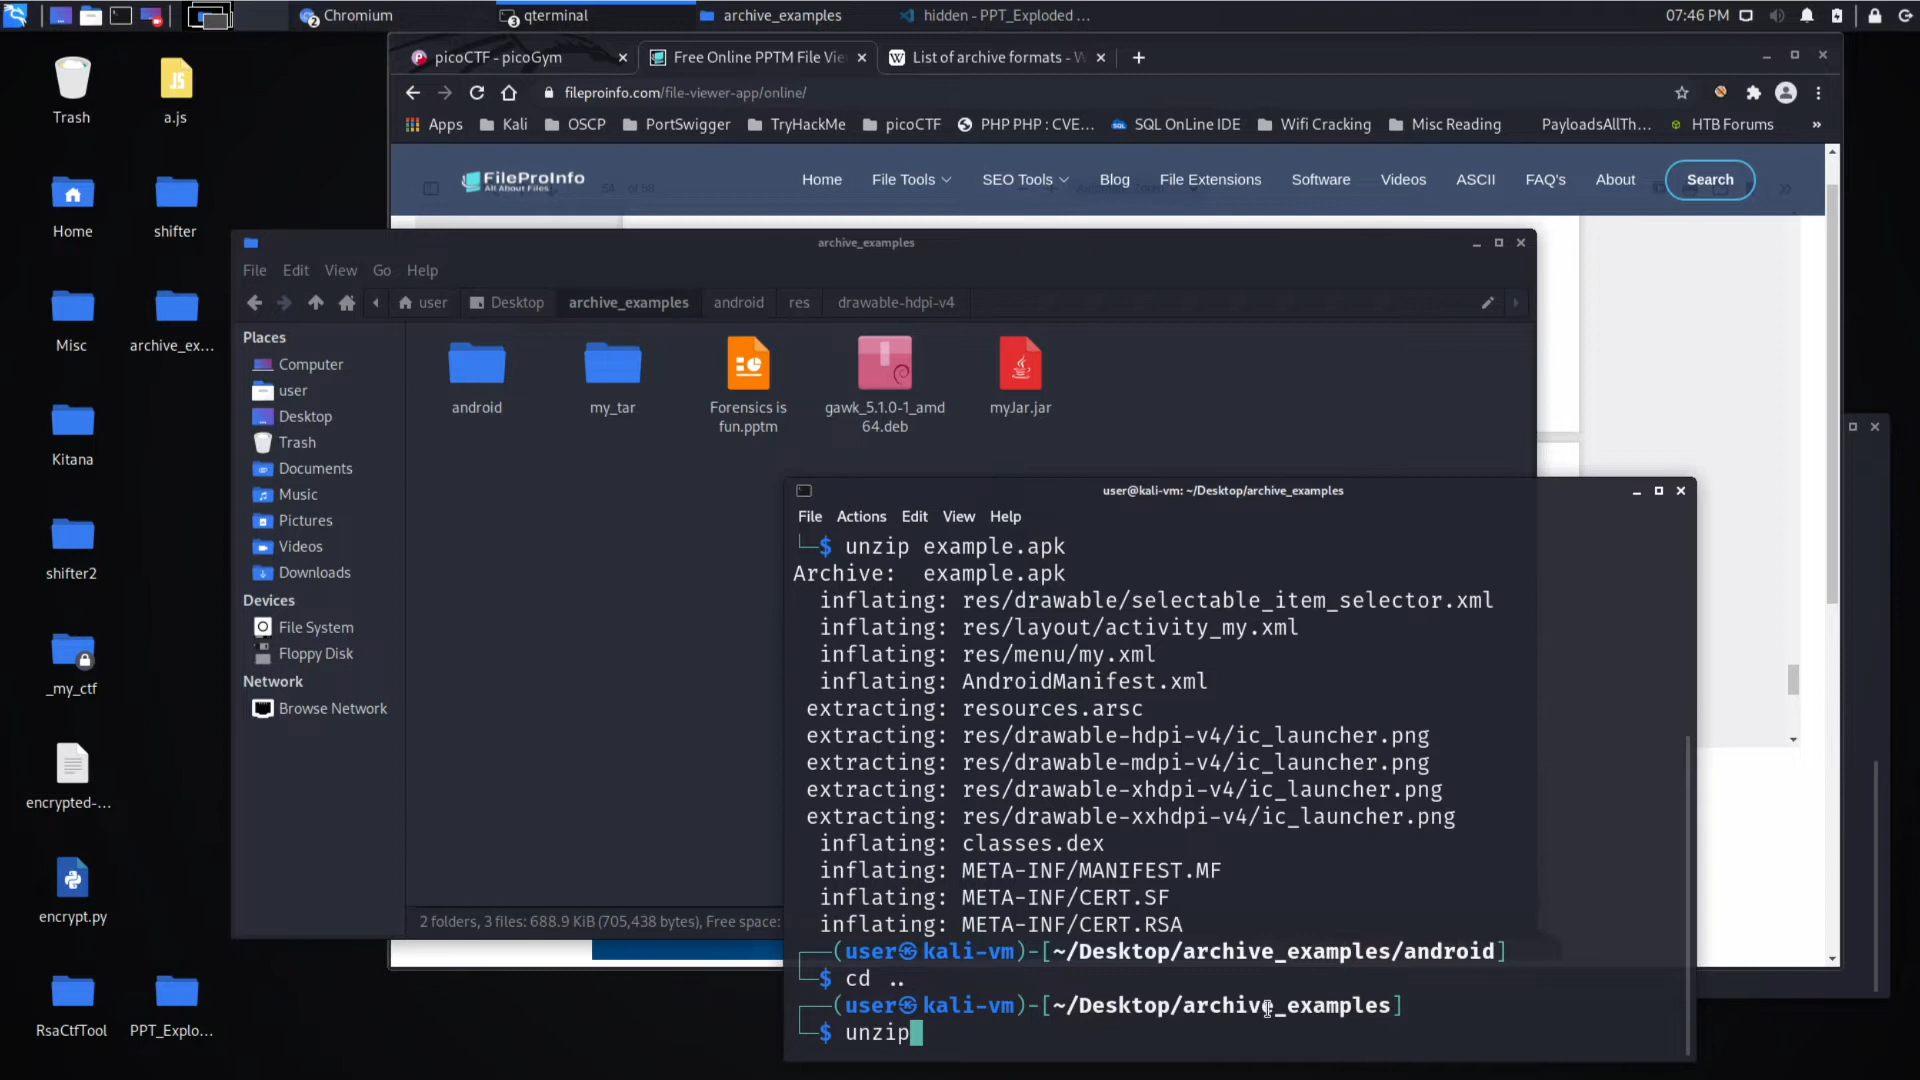 Chromium
2
qterminal
3
archive_examples
hidden - PPT_Exploded ...
07:46 PM
picoCTF - picoGym
Free Online PPTM File Vie
List of archive formats - W
fileproinfo.com/file-viewer-app/online/
Apps
Kali
OSCP
PortSwigger
TryHackMe
picoCTF
PHP PHP : CVE...
SQL OnLine IDE
Wifi Cracking
Misc Reading
PayloadsAllTh...
HTB Forums
»
FileProInfo
All About Files
Home
File Tools
SEO Tools
Blog
File Extensions
Software
Videos
ASCII
FAQ's
About
Search
Trash
JS
a.js
Home
shifter
Misc
archive_ex...
Kitana
shifter2
_my_ctf
encrypted-...
encrypt.py
RsaCtfTool
PPT_Explo...
archive_examples
File Edit View Go Help
user
Desktop
archive_examples
android
res
drawable-hdpi-v4
Places
Computer
user
Desktop
Trash
Documents
Music
Pictures
Videos
Downloads
Devices
File System
Floppy Disk
Network
Browse Network
android
my_tar
Forensics is
fun.pptm
gawk_5.1.0-1_amd
64.deb
myJar.jar
2 folders, 3 files: 688.9 KiB (705,438 bytes), Free space:
user@kali-vm: ~/Desktop/archive_examples
File Actions Edit View Help
└─$ unzip example.apk
Archive:  example.apk
inflating: res/drawable/selectable_item_selector.xml
inflating: res/layout/activity_my.xml
inflating: res/menu/my.xml
inflating: AndroidManifest.xml
extracting: resources.arsc
extracting: res/drawable-hdpi-v4/ic_launcher.png
extracting: res/drawable-mdpi-v4/ic_launcher.png
extracting: res/drawable-xhdpi-v4/ic_launcher.png
extracting: res/drawable-xxhdpi-v4/ic_launcher.png
inflating: classes.dex
inflating: META-INF/MANIFEST.MF
inflating: META-INF/CERT.SF
inflating: META-INF/CERT.RSA
┌──(user㉿kali-vm)-[~/Desktop/archive_examples/android]
└─$ cd ..
┌──(user㉿kali-vm)-[~/Desktop/archive_examples]
└─$ unzip